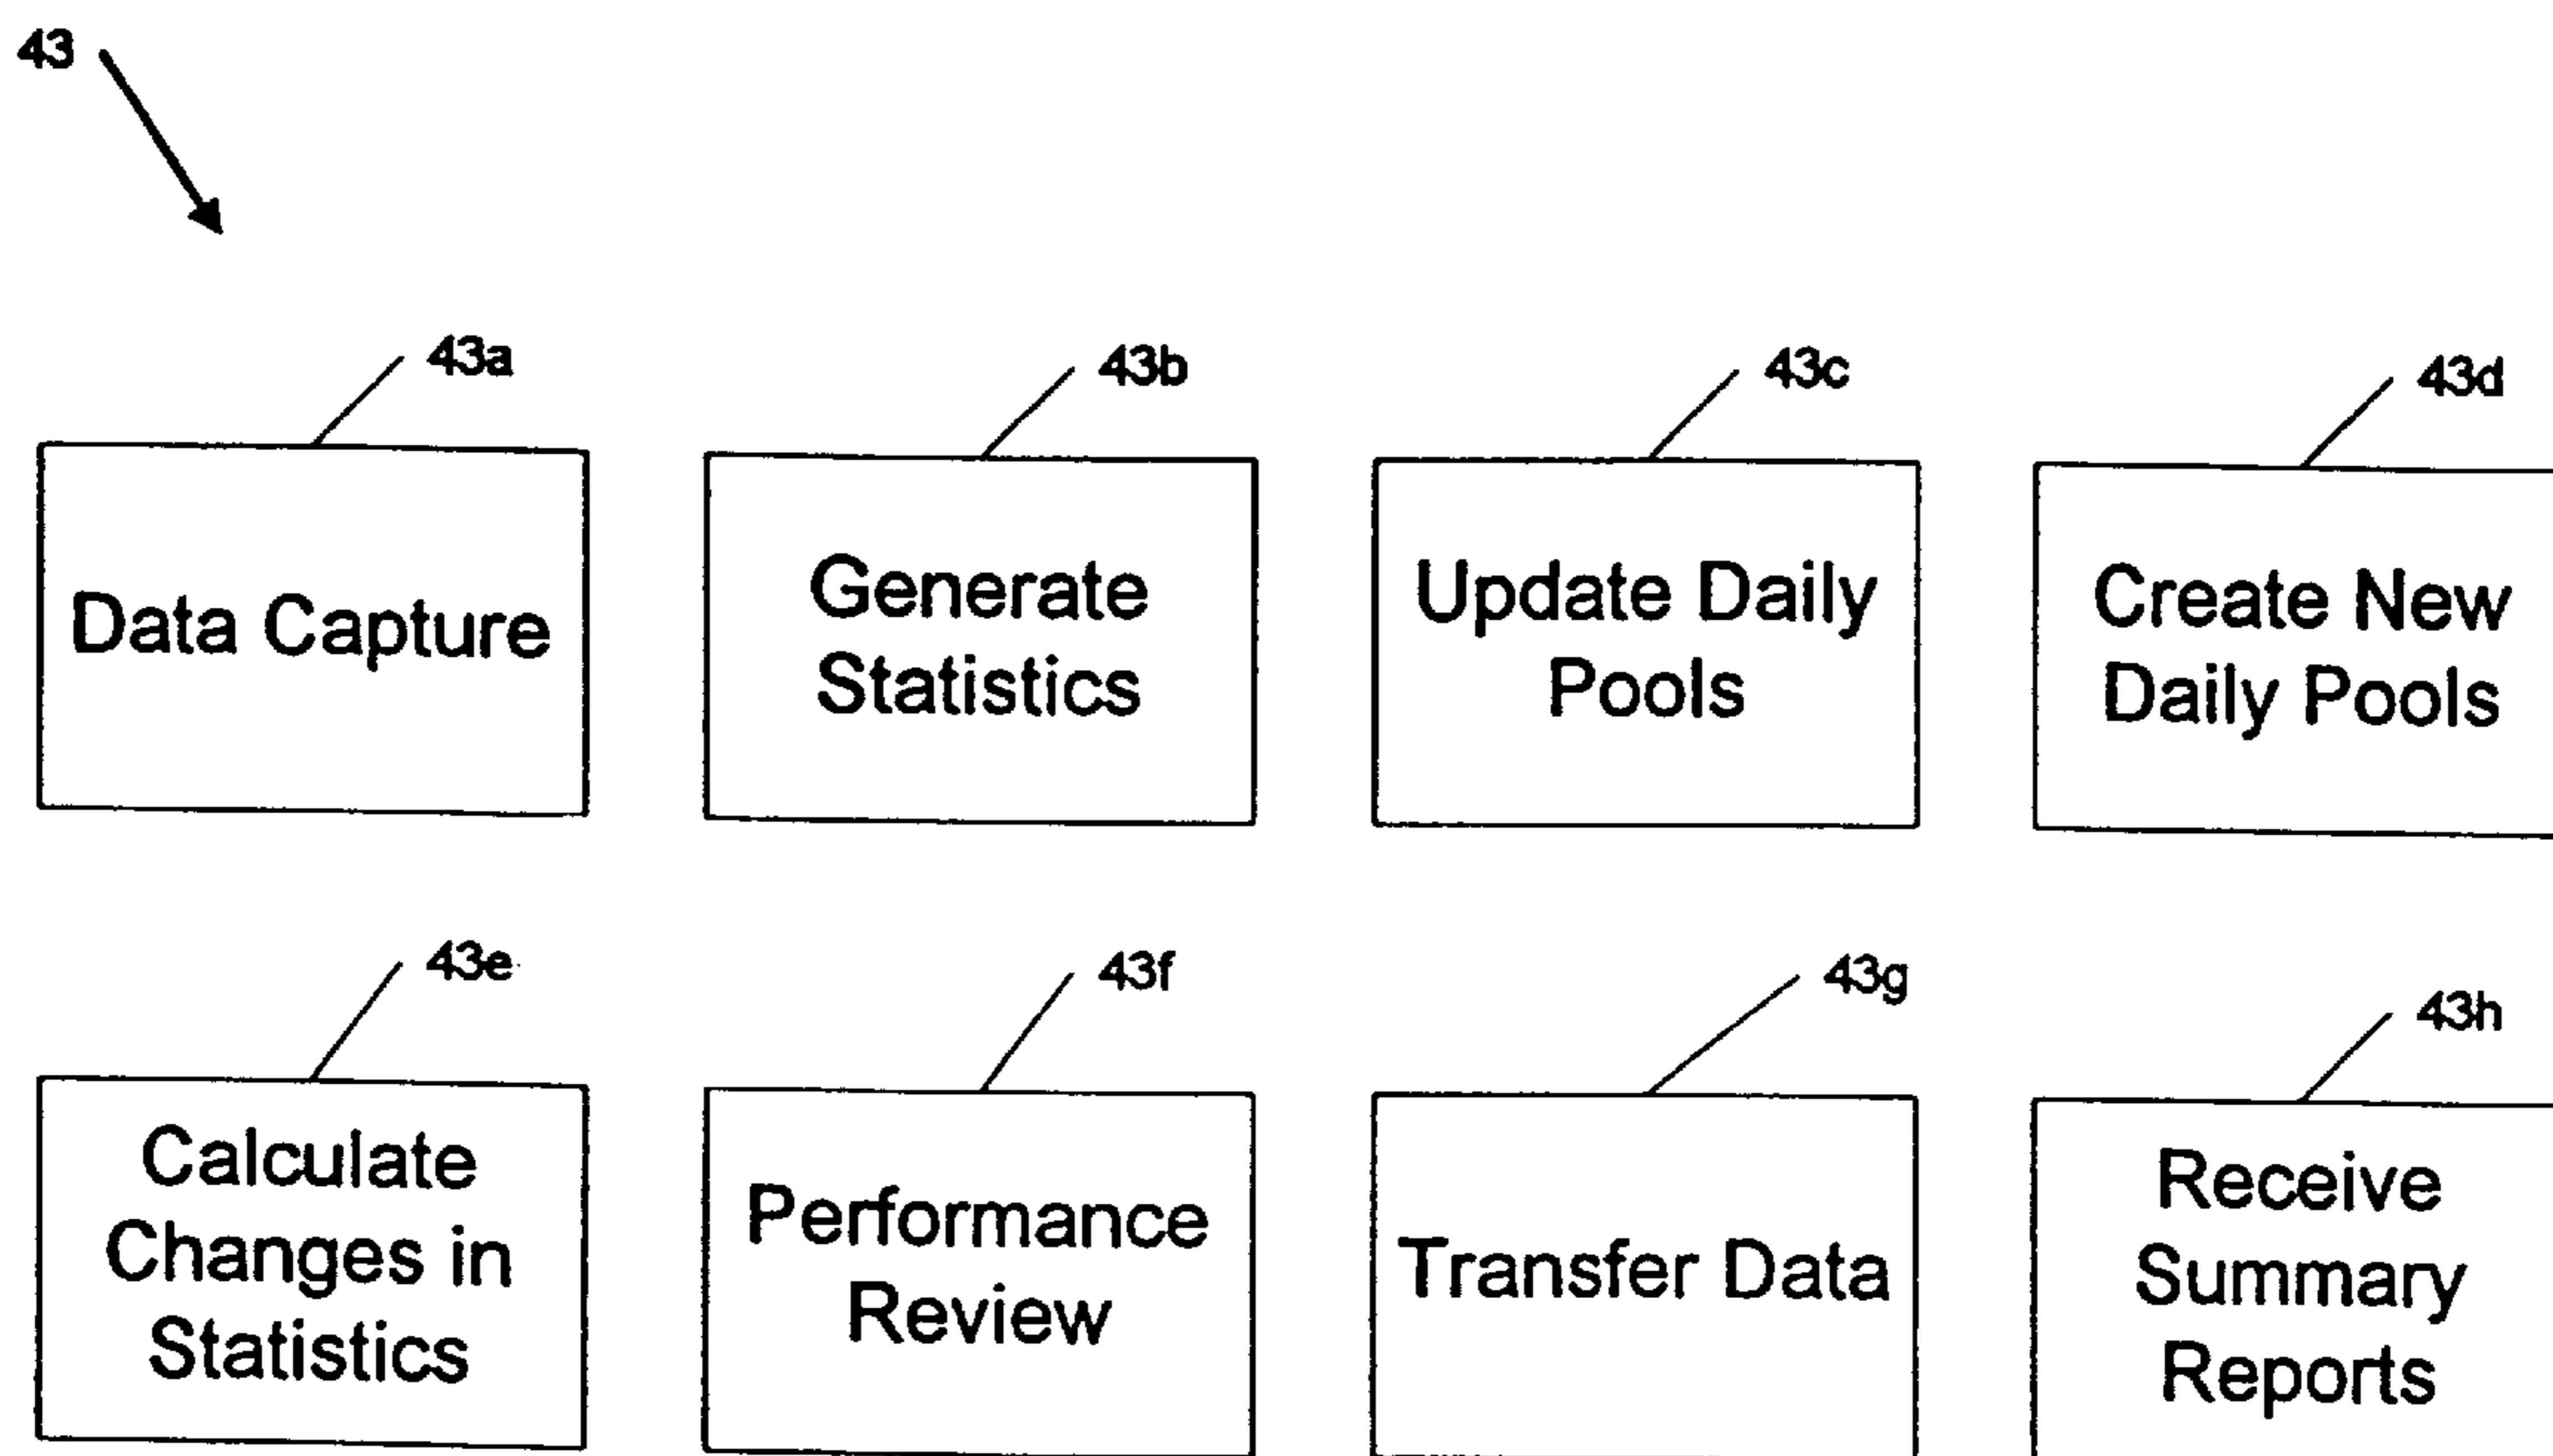 43
43a
43b
43c
43d
Data Capture
Generate
Statistics
Update Daily
Pools
Create New
Daily Pools
43e
43f
43g
43h
Calculate
Changes in
Statistics
Performance
Review
Transfer Data
Receive
Summary
Reports